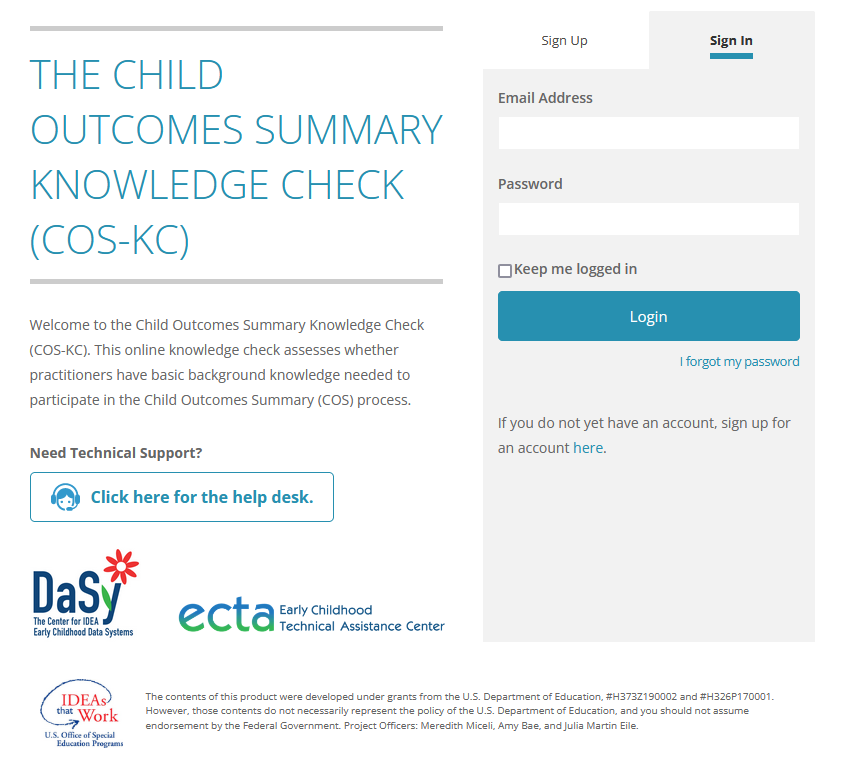 THE CHILD
OUTCOMES SUMMARY
KNOWLEDGE CHECK
(COS-KC)
Welcome to the Child Outcomes Summary Knowledge Check
(COS-KC). This online knowledge check assesses whether
practitioners have basic background knowledge needed to
participate in the Child Outcomes Summary (COS) process.
Need Technical Support?
Click here for the help desk.
DaSy
The Center for IDEA
Early Childhood Data Systems
ecta Early Childhood
Technical Assistance Center
Sign Up
Sign In
Email Address
Password
Keep me logged in
Login
I forgot my password
If you do not yet have an account, sign up for
an account here.
IDEAs
that Work
U.S. Office of Special
Education Programs
The contents of this product were developed under grants from the U.S. Department of Education, #H373Z190002 and #H326P170001.
However, those contents do not necessarily represent the policy of the U.S. Department of Education, and you should not assume
endorsement by the Federal Government. Project Officers: Meredith Miceli, Amy Bae, and Julia Martin Eile.